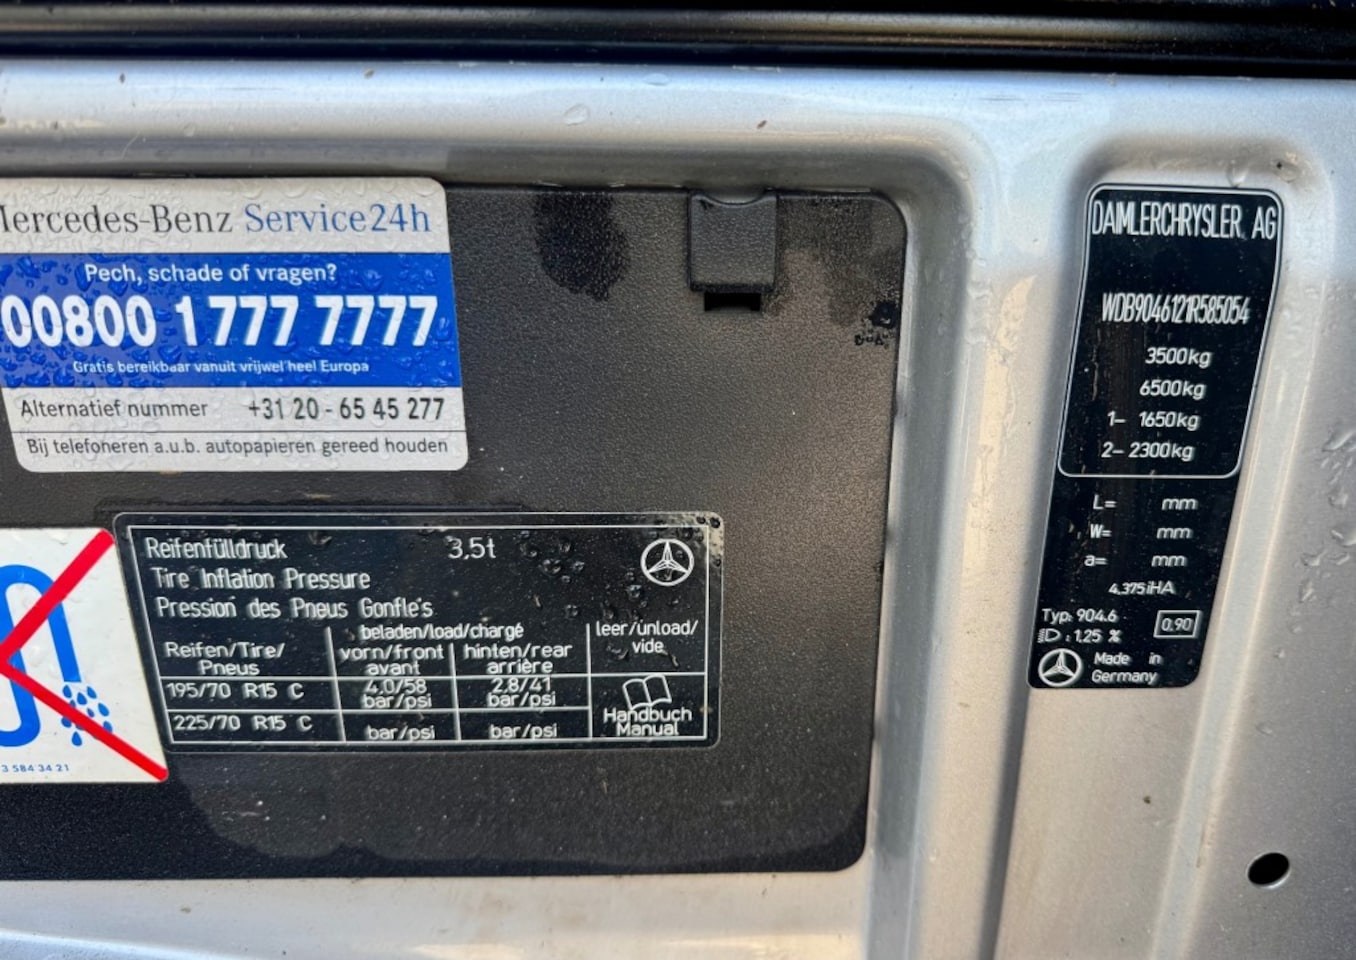 Mercedes-Benz Service24h
Pech, schade of vragen?
00800 1 777 7777
Gratis bereikbaar vanuit vrijwel heel Europa
Alternatief nummer +31 20 - 65 45 277
Bij telefoneren a.u.b. autopapieren gereed houden
3 584 34 21
Reifenfülldruck 3,5t
Tire Inflation Pressure
Pression des Pneus Gonfle's
beladen/load/chargé leer/unload/
Reifen/Tire/ vorn/front hinten/rear vide
Pneus avant arrière
195/70 R15 C 4,0/58 2,8/41
bar/psi bar/psi
225/70 R15 C bar/psi bar/psi
Handbuch
Manual
DAIMLERCHRYSLER AG
WDB9046121R585054
3500kg
6500kg
1- 1650kg
2- 2300kg
L= mm
W= mm
a= mm
4.375iHA
Typ: 904.6
0.90
: 1,25 %
Made in
Germany